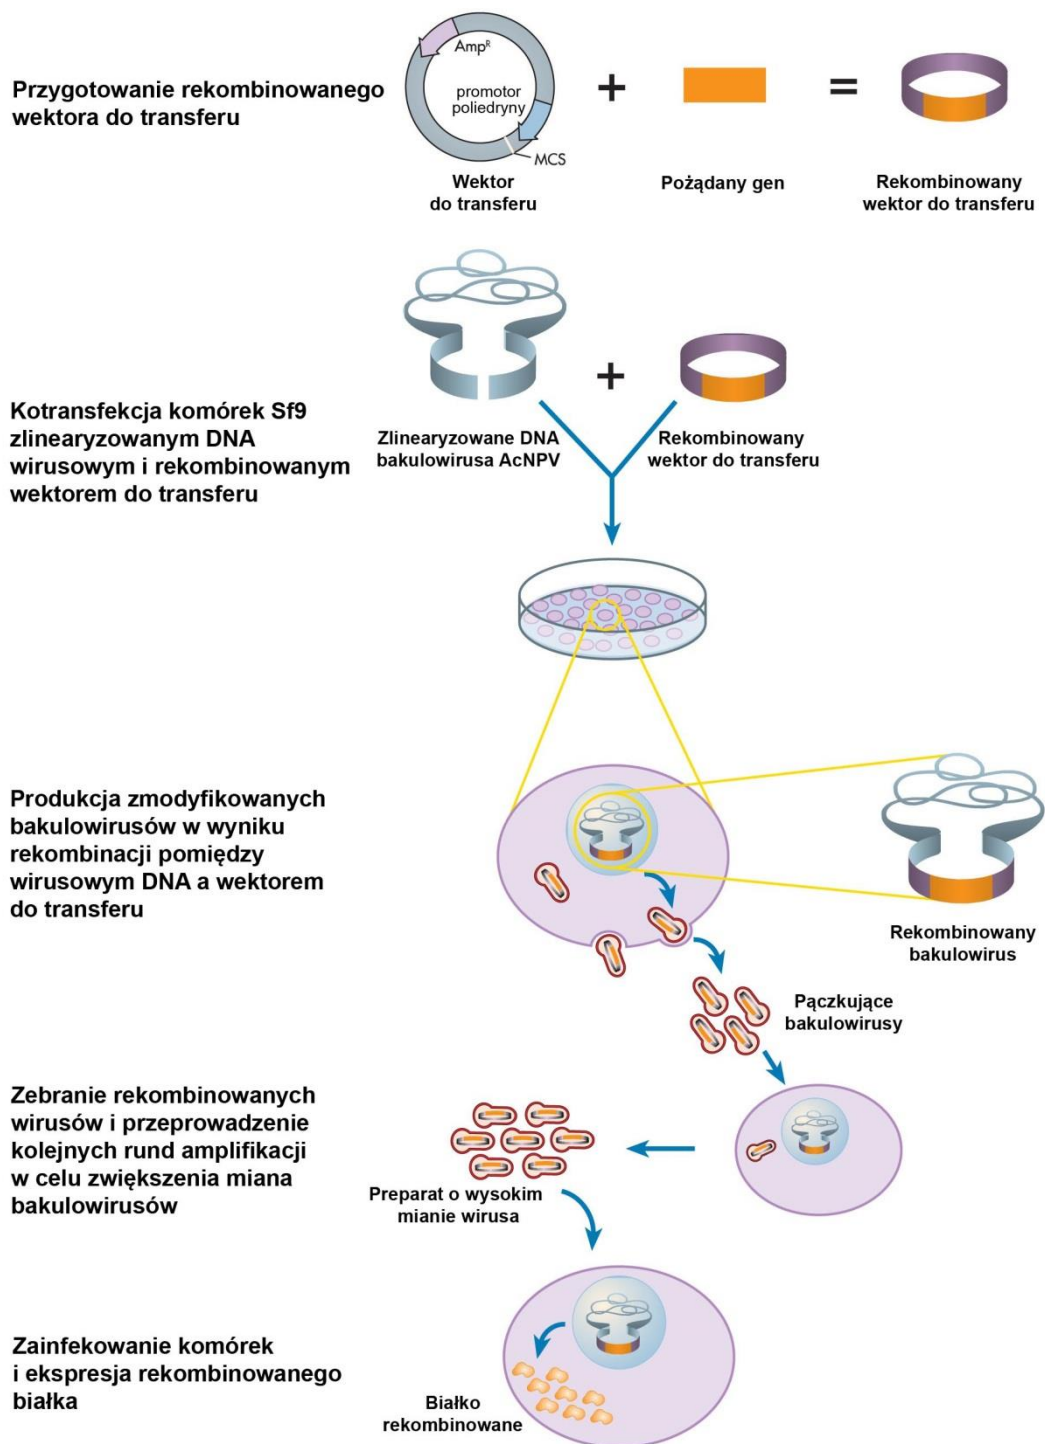 Przygotowanie rekombinowanego
wektora do transferu
Amp^R
promotor
poliedryny
MCS
+
=
Wektor
do transferu
Pożądany gen
Rekombinowany
wektor do transferu
Kotransfekcja komórek Sf9
zlinearyzowanym DNA
wirusowym i rekombinowanym
wektorem do transferu
+
Zlinearyzowane DNA
bakulowirusa AcNPV
Rekombinowany
wektor do transferu
Produkcja zmodyfikowanych
bakulowirusów w wyniku
rekombinacji pomiędzy
wirusowym DNA a wektorem
do transferu
Rekombinowany
bakulowirus
Pączkujące
bakulowirusy
Zebranie rekombinowanych
wirusów i przeprowadzenie
kolejnych rund amplifikacji
w celu zwiększenia miana
bakulowirusów
Preparat o wysokim
mianie wirusa
Zainfekowanie komórek
i ekspresja rekombinowanego
białka
Białko
rekombinowane